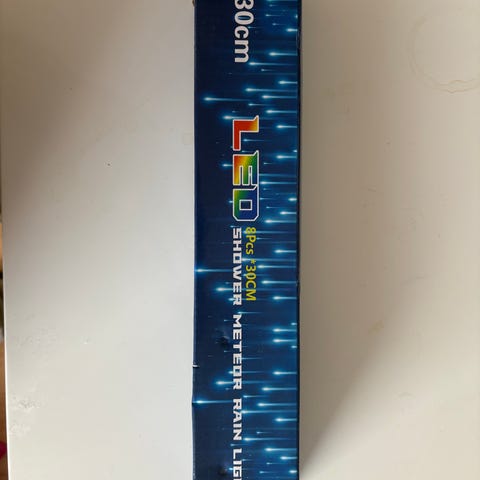 30cm
LED
8Pcs*30CM
SHOWER METEOR RAIN LIG